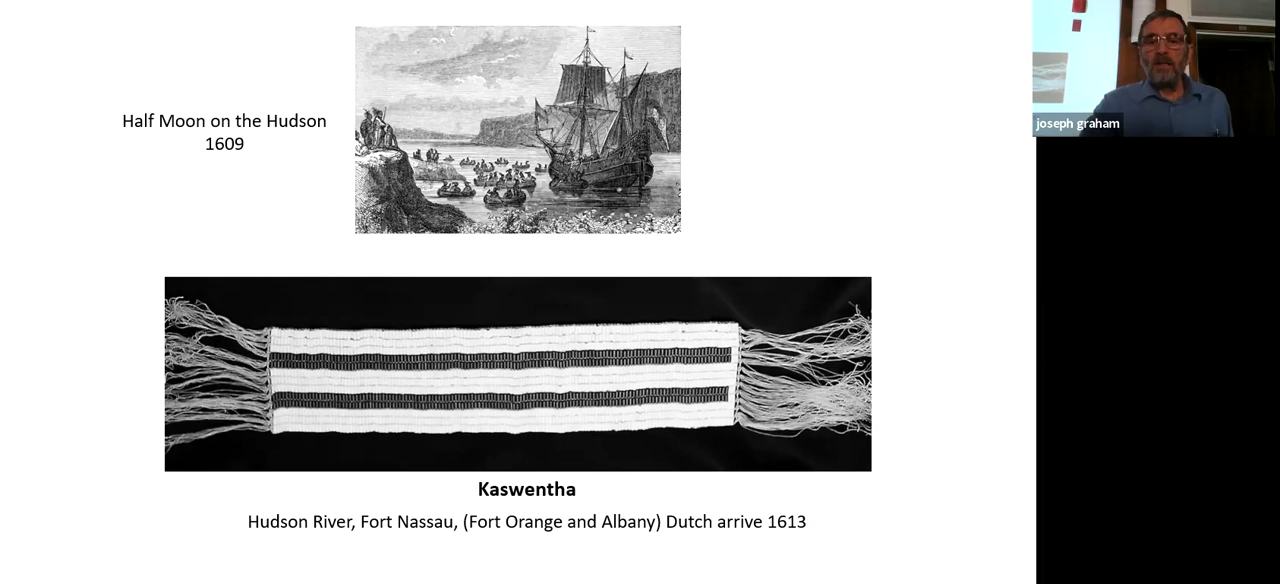 Half Moon on the Hudson
1609
joseph graham
Kaswentha
Hudson River, Fort Nassau, (Fort Orange and Albany) Dutch arrive 1613